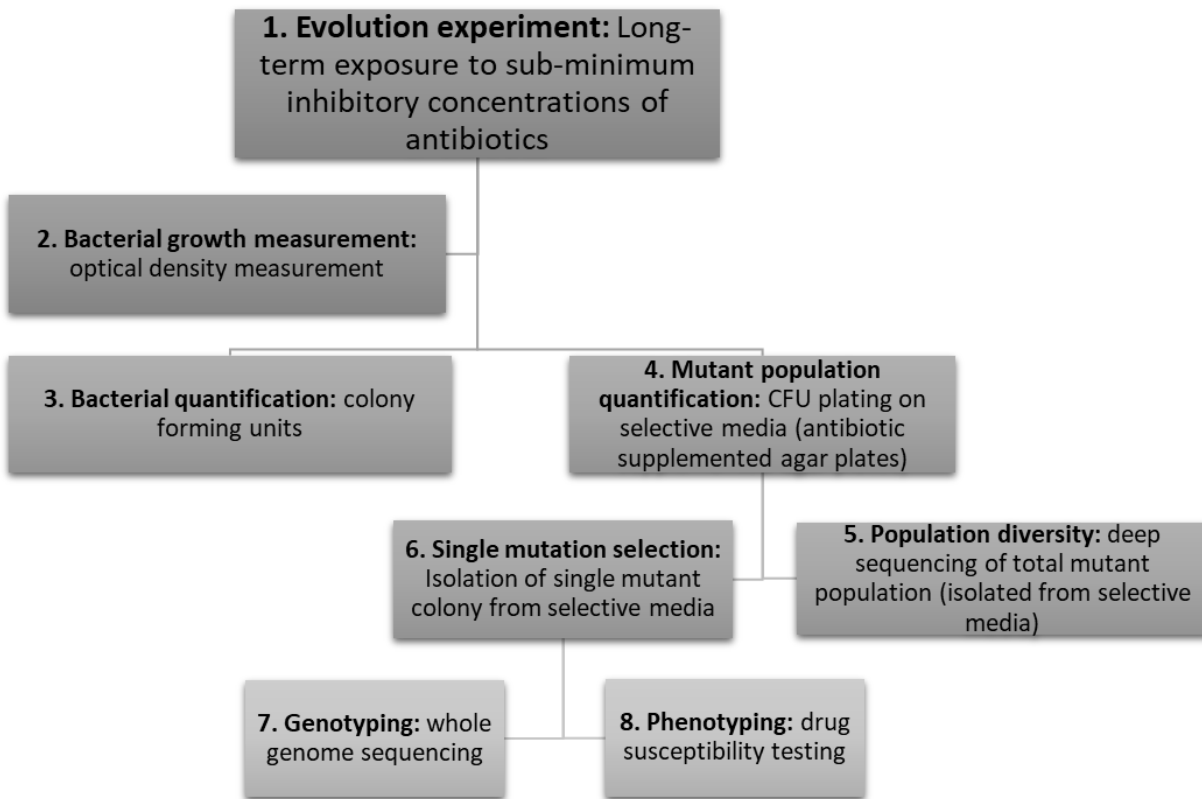 1. Evolution experiment: Long-
term exposure to sub-minimum
inhibitory concentrations of
antibiotics
2. Bacterial growth measurement:
optical density measurement
3. Bacterial quantification: colony
forming units
4. Mutant population
quantification: CFU plating on
selective media (antibiotic
supplemented agar plates)
6. Single mutation selection:
Isolation of single mutant
colony from selective media
5. Population diversity: deep
sequencing of total mutant
population (isolated from selective
media)
7. Genotyping: whole
genome sequencing
8. Phenotyping: drug
susceptibility testing